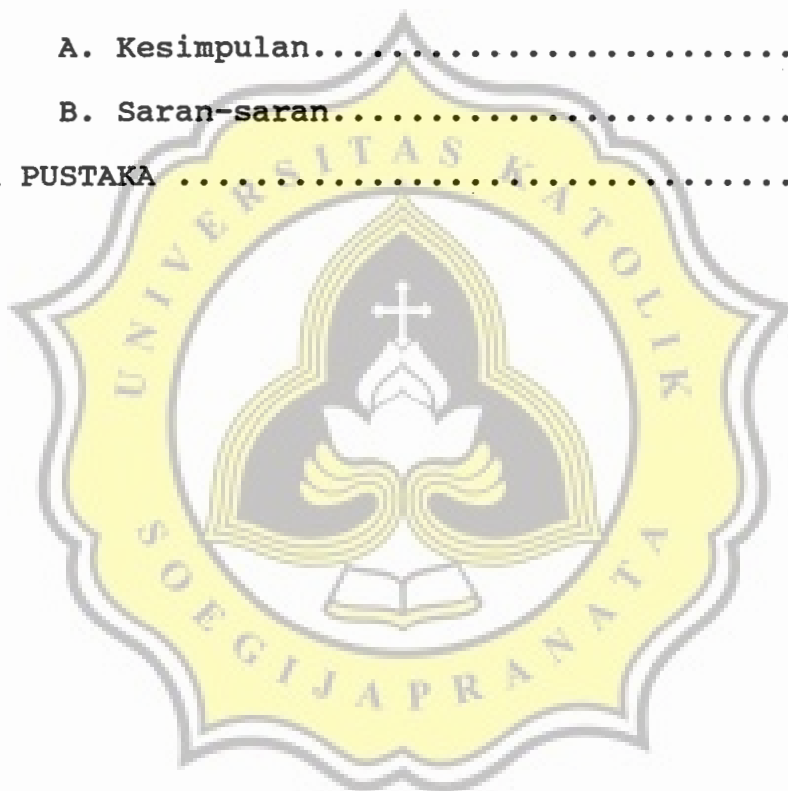 A. Kesimpulan..........................
B. Saran-saran.........................
PUSTAKA ................................
UNIVERSITAS KATOLIK
SOEGIJAPRANATA